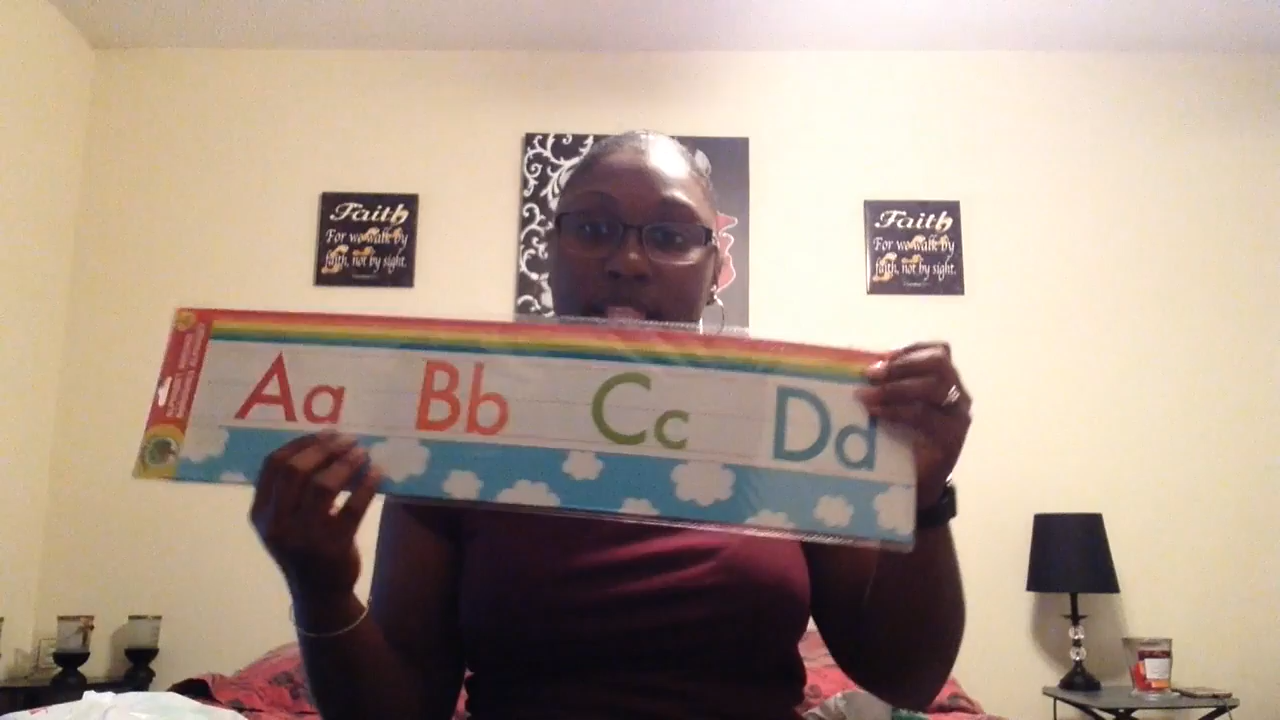 Faith
For we walk by
faith, not by sight.
Faith
For we walk by
faith, not by sight.
Aa Bb Cc Dd